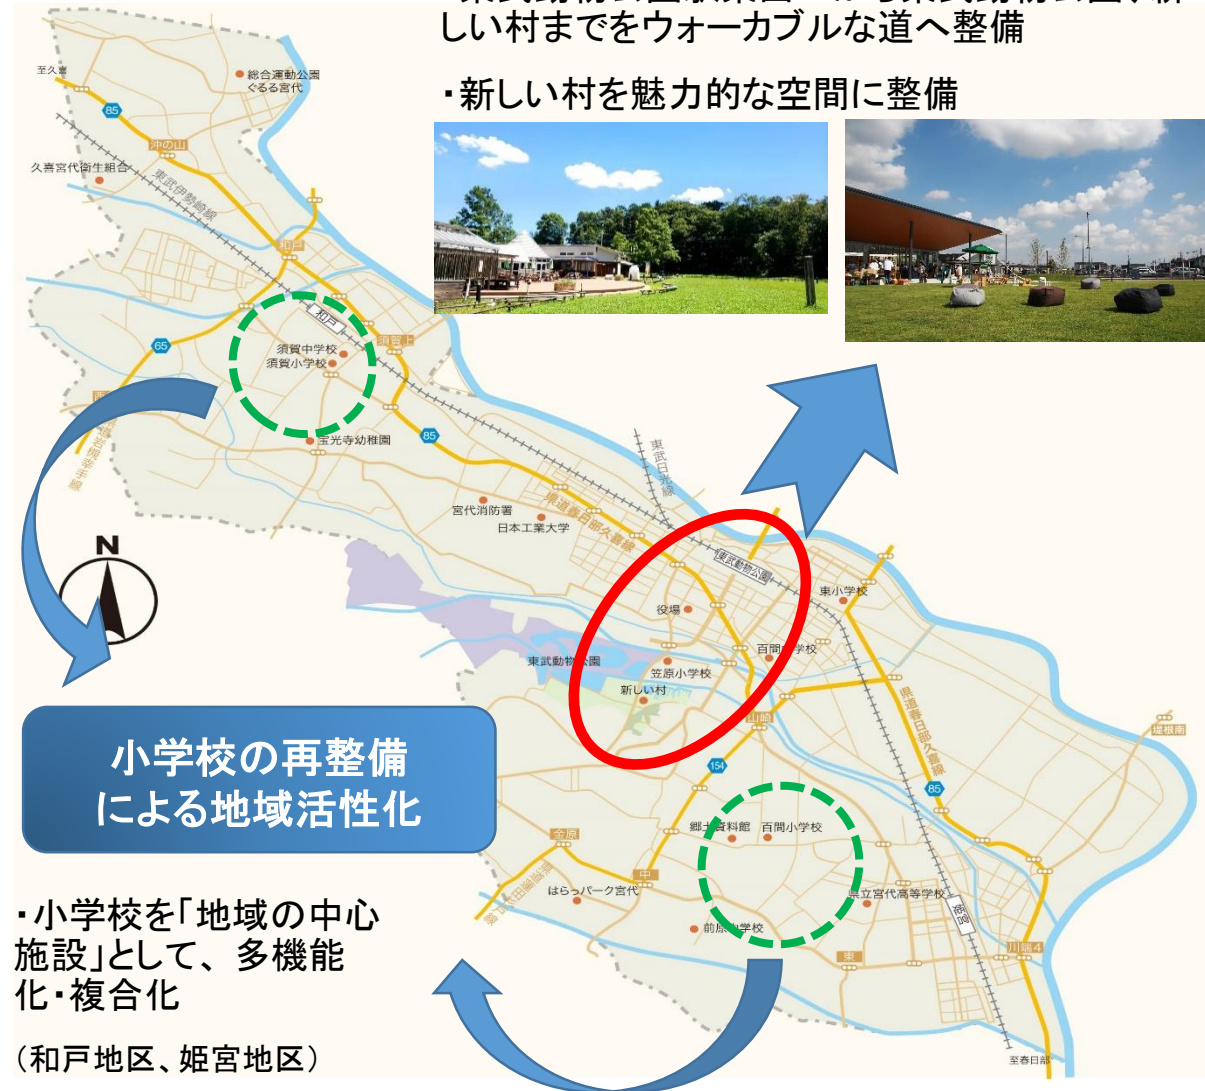 しい村までをウォーカブルな道へ整備
・新しい村を魅力的な空間に整備
至久喜
総合運動公園
ぐるる宮代
85
沖の山
久喜宮代衛生組合
東武伊勢崎線
和戸
和戸
65
須賀中学校
須賀小学校
須賀上
宝光寺幼稚園
85
東武日光線
宮代消防署
日本工業大学
県道春日部久喜線
N
東武動物公園
役場
東小学校
東武動物公園
笠原小学校
新しい村
山崎
県道春日部久喜線
堤根南
154
85
小学校の再整備
による地域活性化
郷土資料館
百間小学校
金原
中
はらっパーク宮代
県立宮代高等学校
姫宮
川端4
東
・小学校を「地域の中心
施設」として、 多機能
化・複合化
（和戸地区、姫宮地区）
至春日部